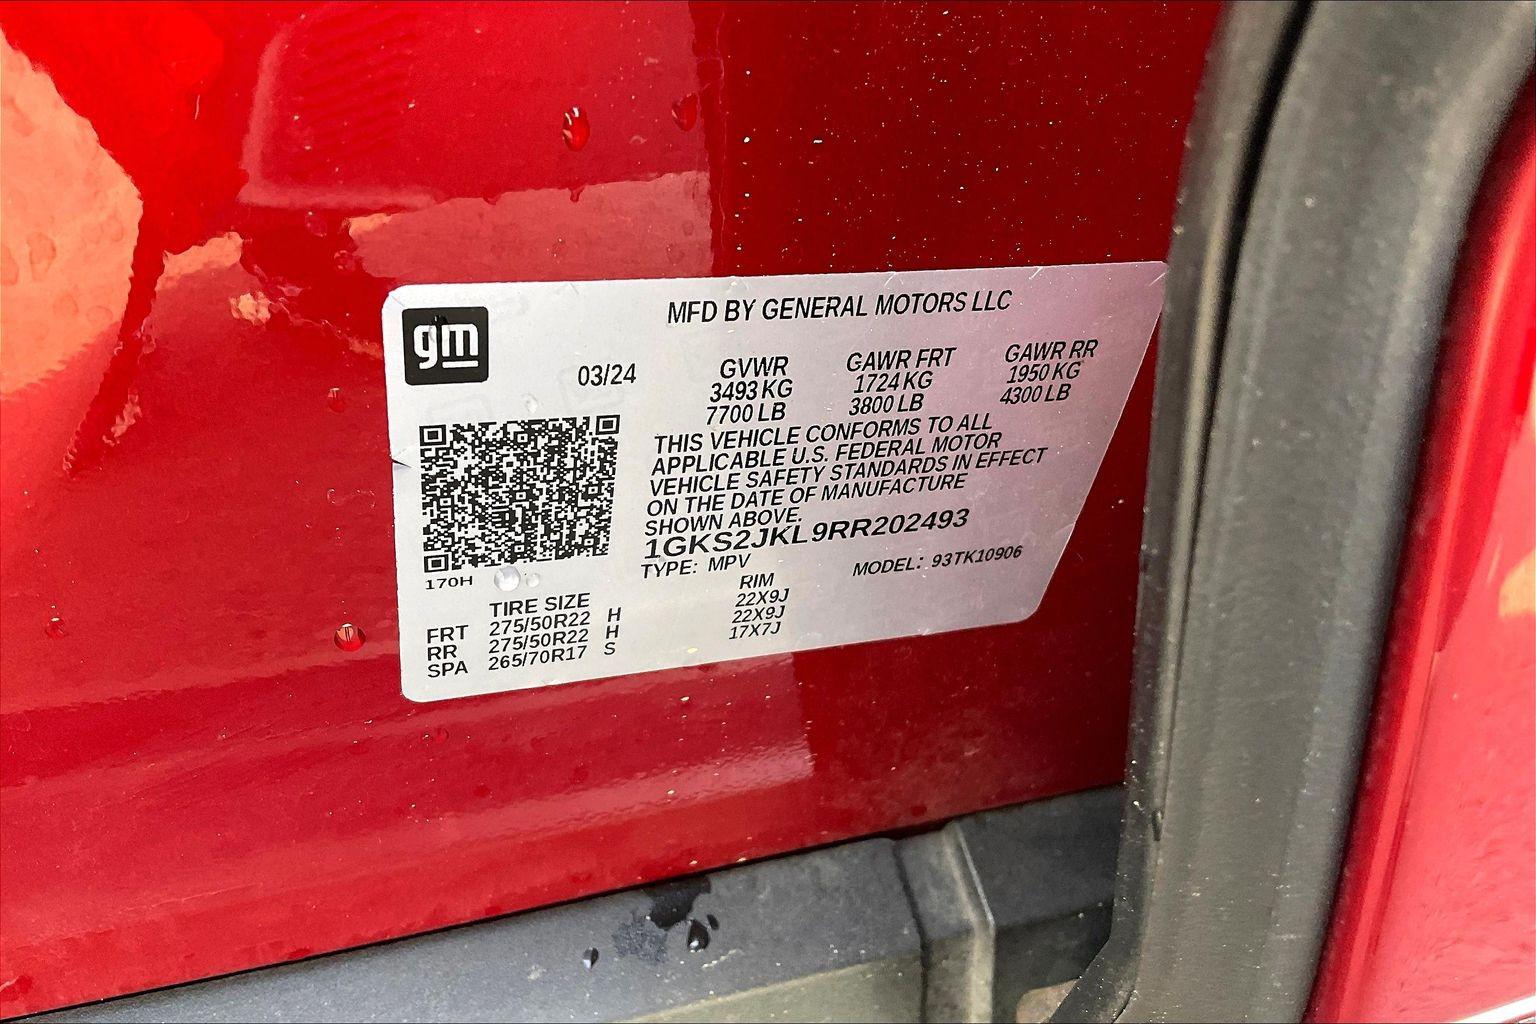 gm
MFD BY GENERAL MOTORS LLC
03/24
GVWR GAWR FRT GAWR RR
3493 KG 1724 KG 1950 KG
7700 LB 3800 LB 4300 LB
THIS VEHICLE CONFORMS TO ALL
APPLICABLE U.S. FEDERAL MOTOR
VEHICLE SAFETY STANDARDS IN EFFECT
ON THE DATE OF MANUFACTURE
SHOWN ABOVE.
1GKS2JKL9RR202493
TYPE: MPV MODEL: 93TK10906
170H
TIRE SIZE RIM
FRT 275/50R22 H 22X9J
RR 275/50R22 H 22X9J
SPA 265/70R17 S 17X7J